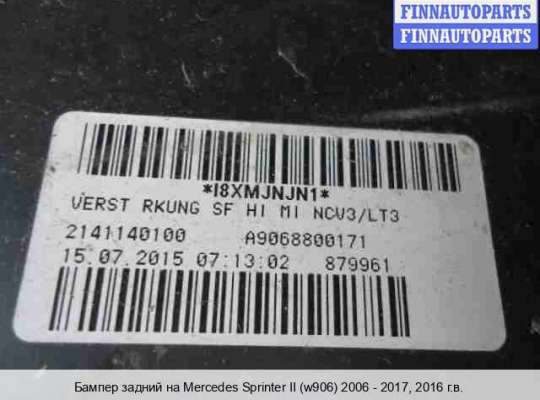 FINNAUTOPARTS
FINNAUTOPARTS
*I8XMJNJN1*
VERST RKUNG SF HI MI NCV3/LT3
2141140100 A9068800171
15.07.2015 07:13:02 879961
Бампер задний на Mercedes Sprinter II (w906) 2006 - 2017, 2016 г.в.